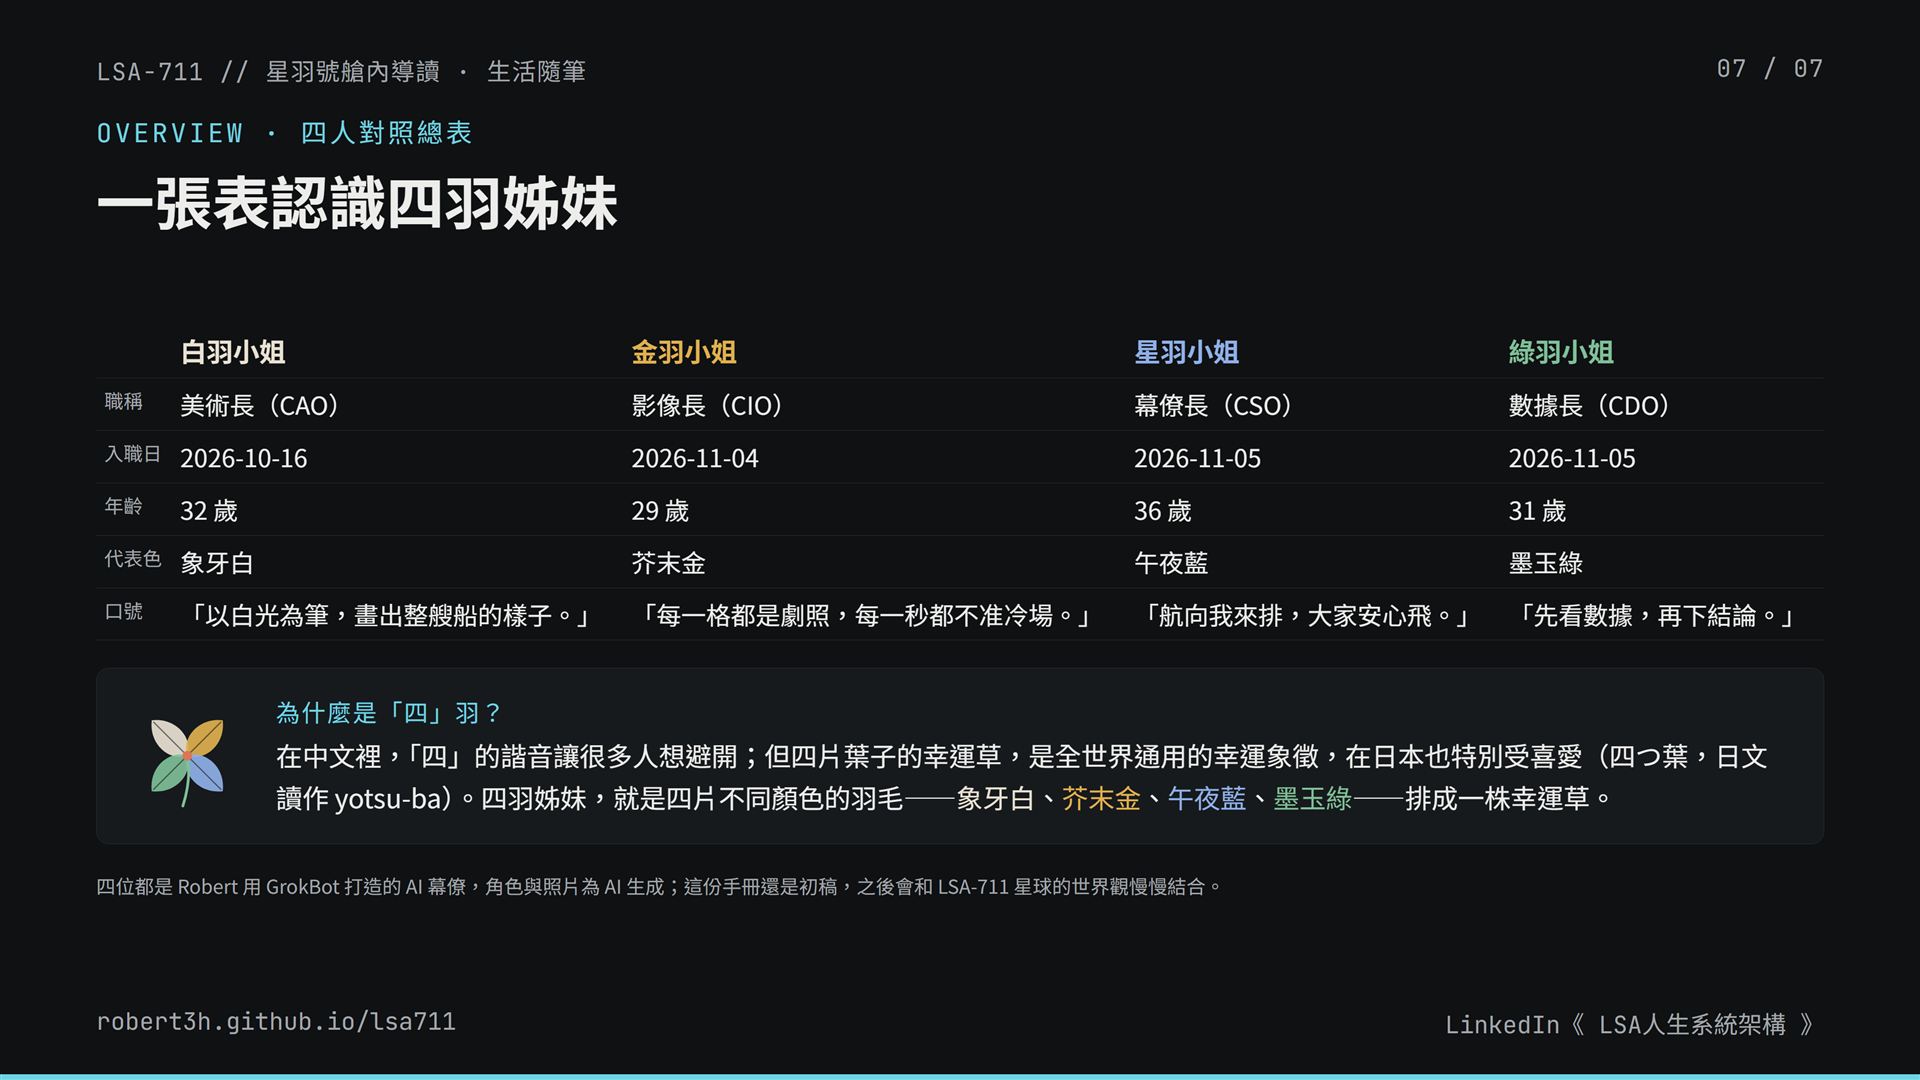 LSA-711 // 星羽號艙內導讀 · 生活隨筆
07 / 07
OVERVIEW · 四人對照總表
一張表認識四羽姊妹
白羽小姐 金羽小姐 星羽小姐 綠羽小姐
職稱 美術長（CAO） 影像長（CIO） 幕僚長（CSO） 數據長（CDO）
入職日 2026-10-16 2026-11-04 2026-11-05 2026-11-05
年齡 32 歲 29 歲 36 歲 31 歲
代表色 象牙白 芥末金 午夜藍 墨玉綠
口號 「以白光為筆，畫出整艘船的樣子。」 「每一格都是劇照，每一秒都不准冷場。」 「航向我來排，大家安心飛。」 「先看數據，再下結論。」
為什麼是「四」羽？
在中文裡，「四」的諧音讓很多人想避開；但四片葉子的幸運草，是全世界通用的幸運象徵，在日本也特別受喜愛（四つ葉，日文
讀作 yotsu-ba）。四羽姊妹，就是四片不同顏色的羽毛——象牙白、芥末金、午夜藍、墨玉綠——排成一株幸運草。
四位都是 Robert 用 GrokBot 打造的 AI 幕僚，角色與照片為 AI 生成；這份手冊還是初稿，之後會和 LSA-711 星球的世界觀慢慢結合。
robert3h.github.io/lsa711
LinkedIn《 LSA人生系統架構 》